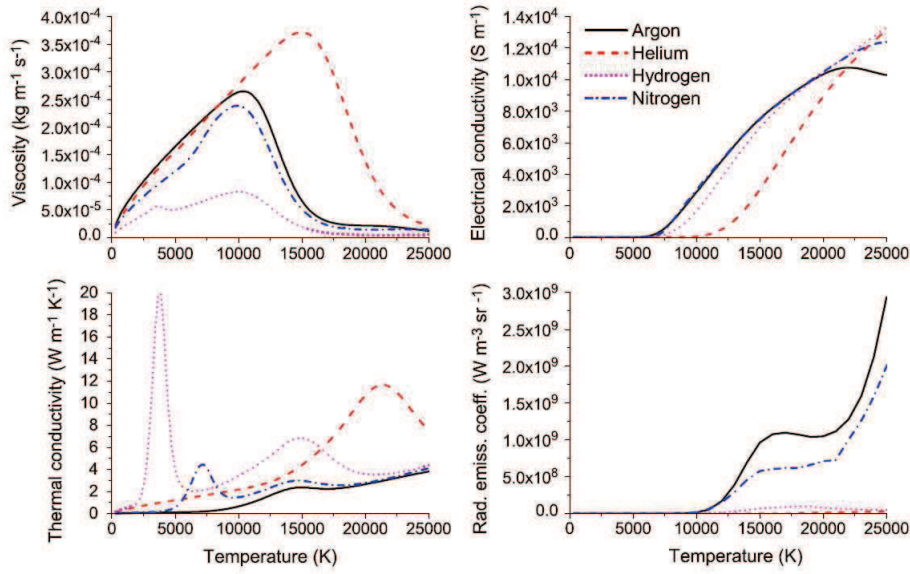 Viscosity (kg m⁻¹ s⁻¹)
4.0x10⁻⁴
3.5x10⁻⁴
3.0x10⁻⁴
2.5x10⁻⁴
2.0x10⁻⁴
1.5x10⁻⁴
1.0x10⁻⁴
5.0x10⁻⁵
0.0
0 5000 10000 15000 20000 25000
Electrical conductivity (S m⁻¹)
1.4x10⁴
1.2x10⁴
1.0x10⁴
8.0x10³
6.0x10³
4.0x10³
2.0x10³
0.0
Argon
Helium
Hydrogen
Nitrogen
0 5000 10000 15000 20000 25000
Thermal conductivity (W m⁻¹ K⁻¹)
20
18
16
14
12
10
8
6
4
2
0
0 5000 10000 15000 20000 25000
Temperature (K)
Rad. emiss. coeff. (W m⁻³ sr ⁻¹)
3.0x10⁹
2.5x10⁹
2.0x10⁹
1.5x10⁹
1.0x10⁹
5.0x10⁸
0.0
0 5000 10000 15000 20000 25000
Temperature (K)